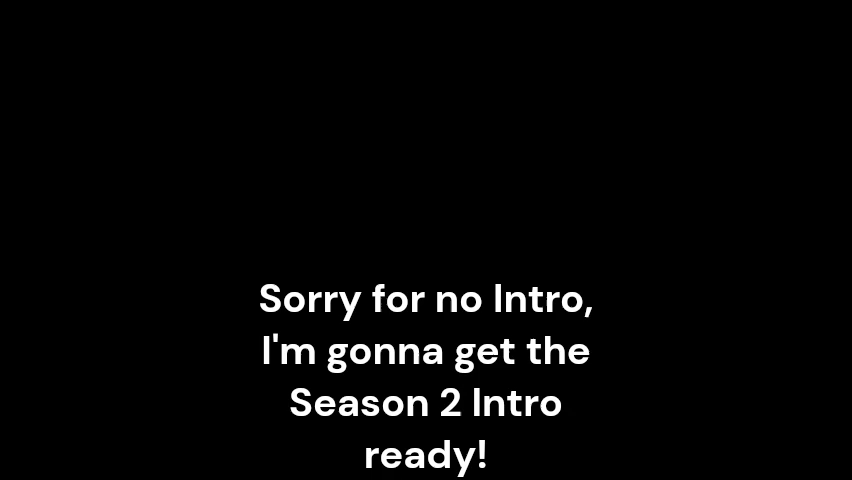 Sorry for no Intro,
I'm gonna get the
Season 2 Intro
ready!